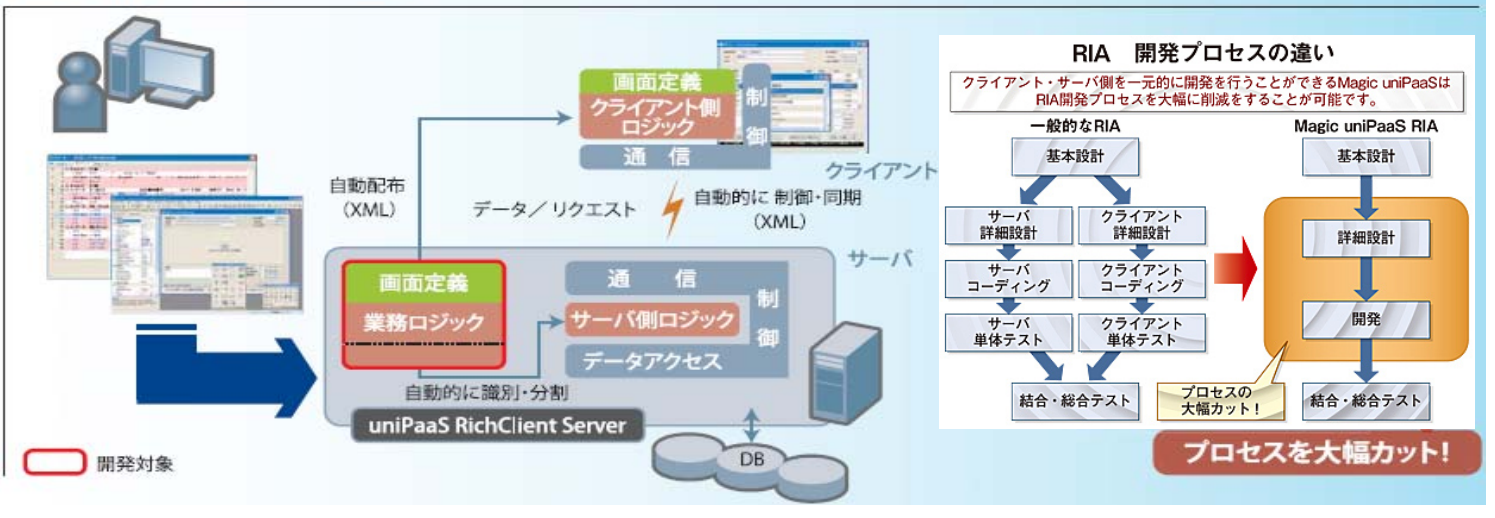 画面定義
クライアント側
ロジック
制
御
通 信
クライアント
自動配布
(XML)
データ／リクエスト
自動的に 制御・同期
(XML)
サーバ
画面定義
業務ロジック
通 信
制
御
サーバ側ロジック
データアクセス
自動的に識別・分割
uniPaaS RichClient Server
DB
開発対象
RIA 開発プロセスの違い
クライアント・サーバ側を一元的に開発を行うことができるMagic uniPaaSは
RIA開発プロセスを大幅に削減をすることが可能です。
一般的なRIA
基本設計
サーバ
詳細設計
クライアント
詳細設計
サーバ
コーディング
クライアント
コーディング
サーバ
単体テスト
クライアント
単体テスト
結合・総合テスト
Magic uniPaaS RIA
基本設計
詳細設計
開発
プロセスの
大幅カット！
結合・総合テスト
プロセスを大幅カット！